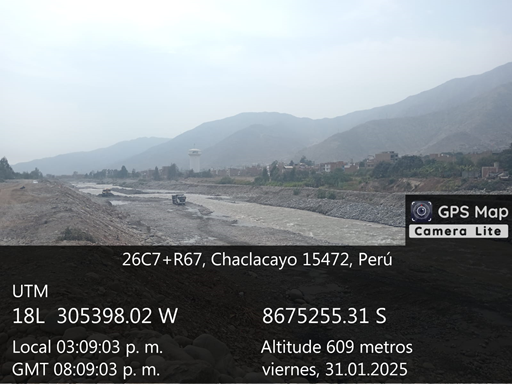 GPS Map
Camera Lite
26C7+R67, Chaclacayo 15472, Perú
UTM
18L 305398.02 W 8675255.31 S
Local 03:09:03 p. m. Altitude 609 metros
GMT 08:09:03 p. m. viernes, 31.01.2025